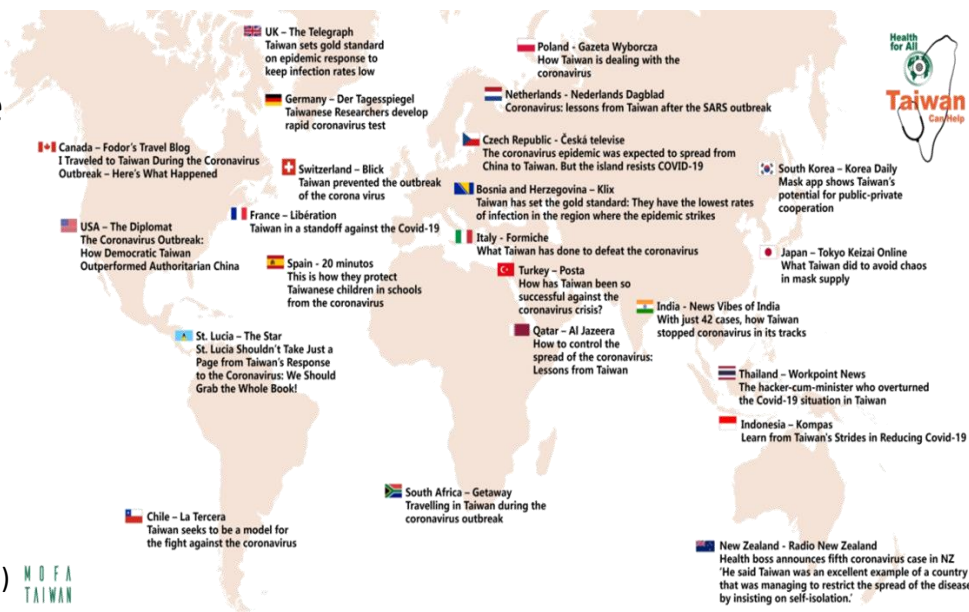 UK – The Telegraph
Taiwan sets gold standard
on epidemic response to
keep infection rates low
Poland - Gazeta Wyborcza
How Taiwan is dealing with the
coronavirus
Health
for All
Taiwan
Can Help
e
Germany – Der Tagesspiegel
Taiwanese Researchers develop
rapid coronavirus test
Netherlands - Nederlands Dagblad
Coronavirus: lessons from Taiwan after the SARS outbreak
Canada – Fodor's Travel Blog
I Traveled to Taiwan During the Coronavirus
Outbreak – Here's What Happened
Switzerland – Blick
Taiwan prevented the outbreak
of the corona virus
Czech Republic - Česká televise
The coronavirus epidemic was expected to spread from
China to Taiwan. But the island resists COVID-19
South Korea – Korea Daily
Mask app shows Taiwan's
potential for public-private
cooperation
Bosnia and Herzegovina – Klix
Taiwan has set the gold standard: They have the lowest rates
of infection in the region where the epidemic strikes
USA – The Diplomat
The Coronavirus Outbreak:
How Democratic Taiwan
Outperformed Authoritarian China
France – Libération
Taiwan in a standoff against the Covid-19
Italy - Formiche
What Taiwan has done to defeat the coronavirus
Japan – Tokyo Keizai Online
What Taiwan did to avoid chaos
in mask supply
Spain - 20 minutos
This is how they protect
Taiwanese children in schools
from the coronavirus
Turkey – Posta
How has Taiwan been so
successful against the
coronavirus crisis?
India - News Vibes of India
With just 42 cases, how Taiwan
stopped coronavirus in its tracks
St. Lucia – The Star
St. Lucia Shouldn't Take Just a
Page from Taiwan's Response
to the Coronavirus: We Should
Grab the Whole Book!
Qatar – Al Jazeera
How to control the
spread of the coronavirus:
Lessons from Taiwan
Thailand – Workpoint News
The hacker-cum-minister who overturned
the Covid-19 situation in Taiwan
Indonesia – Kompas
Learn from Taiwan's Strides in Reducing Covid-19
South Africa – Getaway
Travelling in Taiwan during the
coronavirus outbreak
Chile – La Tercera
Taiwan seeks to be a model for
the fight against the coronavirus
New Zealand - Radio New Zealand
Health boss announces fifth coronavirus case in NZ
'He said Taiwan was an excellent example of a country
that was managing to restrict the spread of the disease
by insisting on self-isolation.'
)
MOFA
TAIWAN